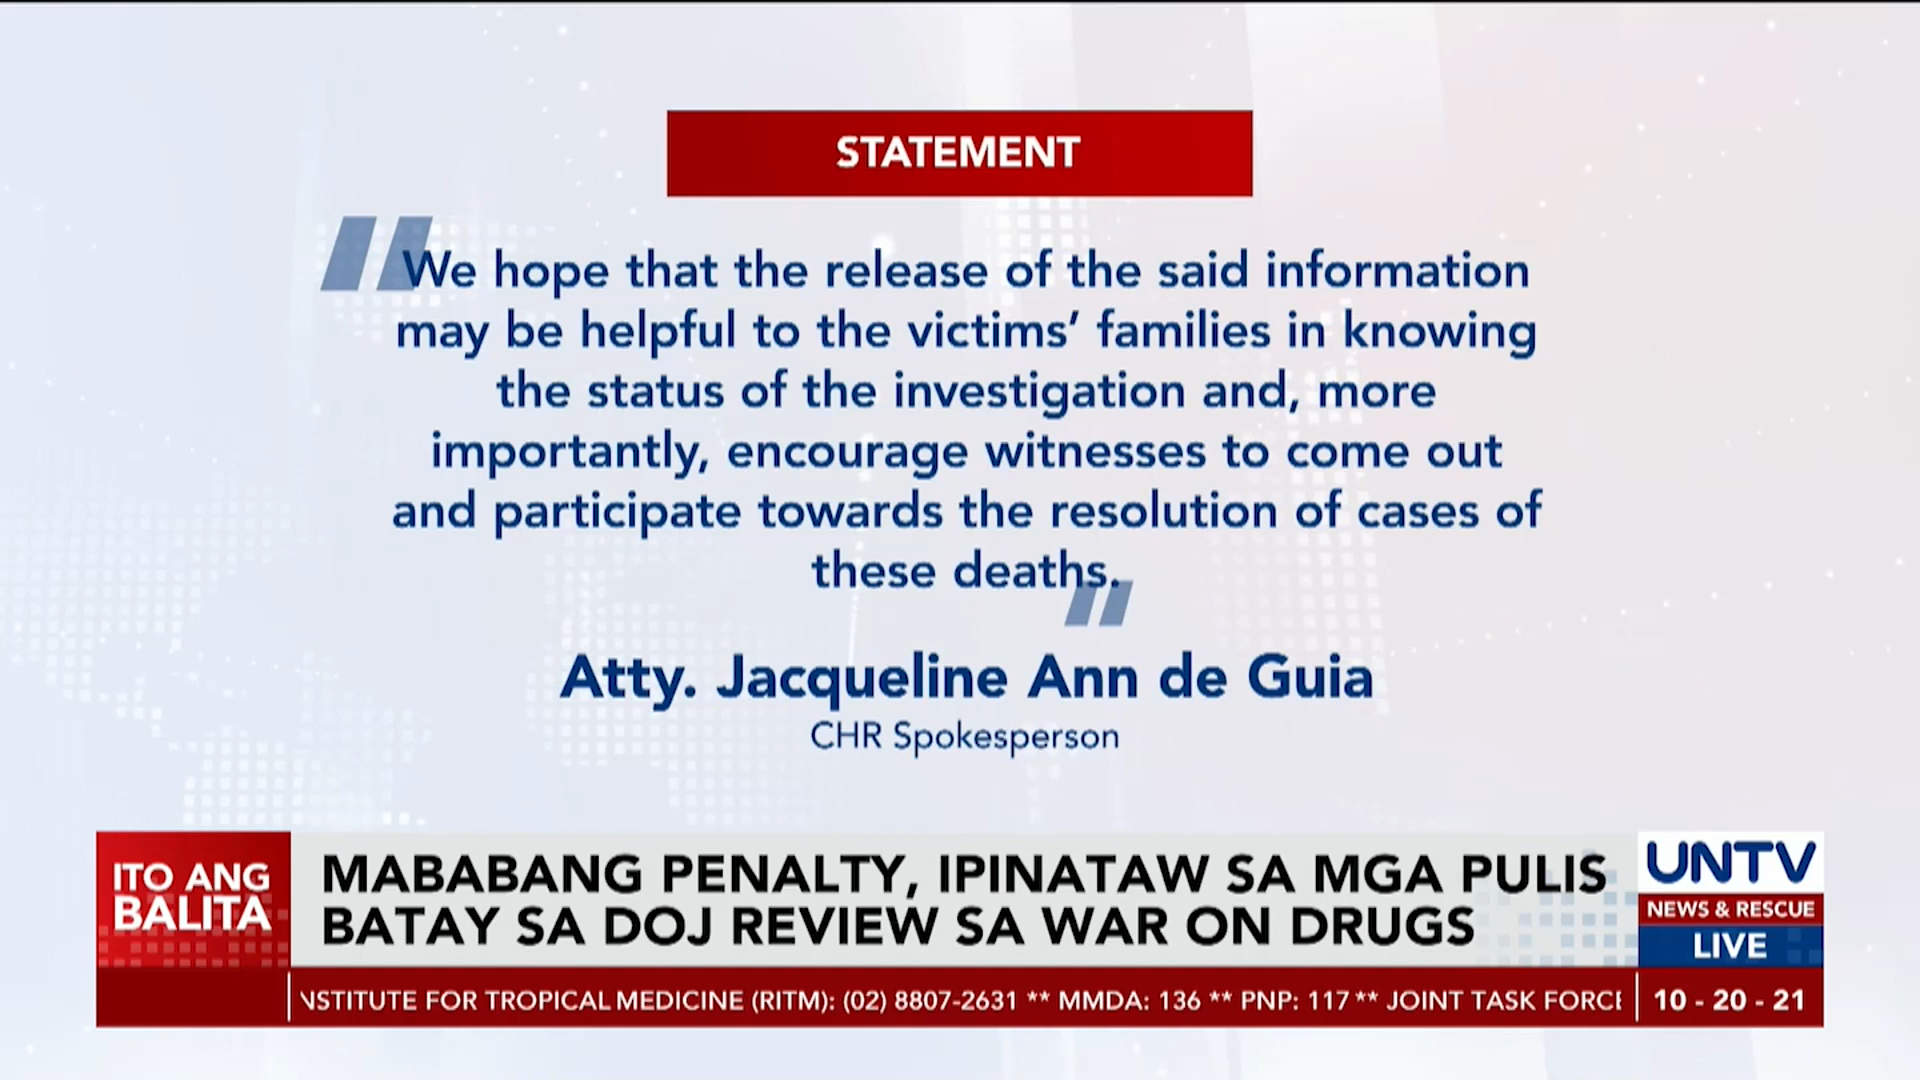 STATEMENT
"We hope that the release of the said information
may be helpful to the victims' families in knowing
the status of the investigation and, more
importantly, encourage witnesses to come out
and participate towards the resolution of cases of
these deaths."
Atty. Jacqueline Ann de Guia
CHR Spokesperson
ITO ANG
BALITA
MABABANG PENALTY, IPINATAW SA MGA PULIS
BATAY SA DOJ REVIEW SA WAR ON DRUGS
UNTV
NEWS & RESCUE
LIVE
NSTITUTE FOR TROPICAL MEDICINE (RITM): (02) 8807-2631 ** MMDA: 136 ** PNP: 117 ** JOINT TASK FORCE
10 - 20 - 21